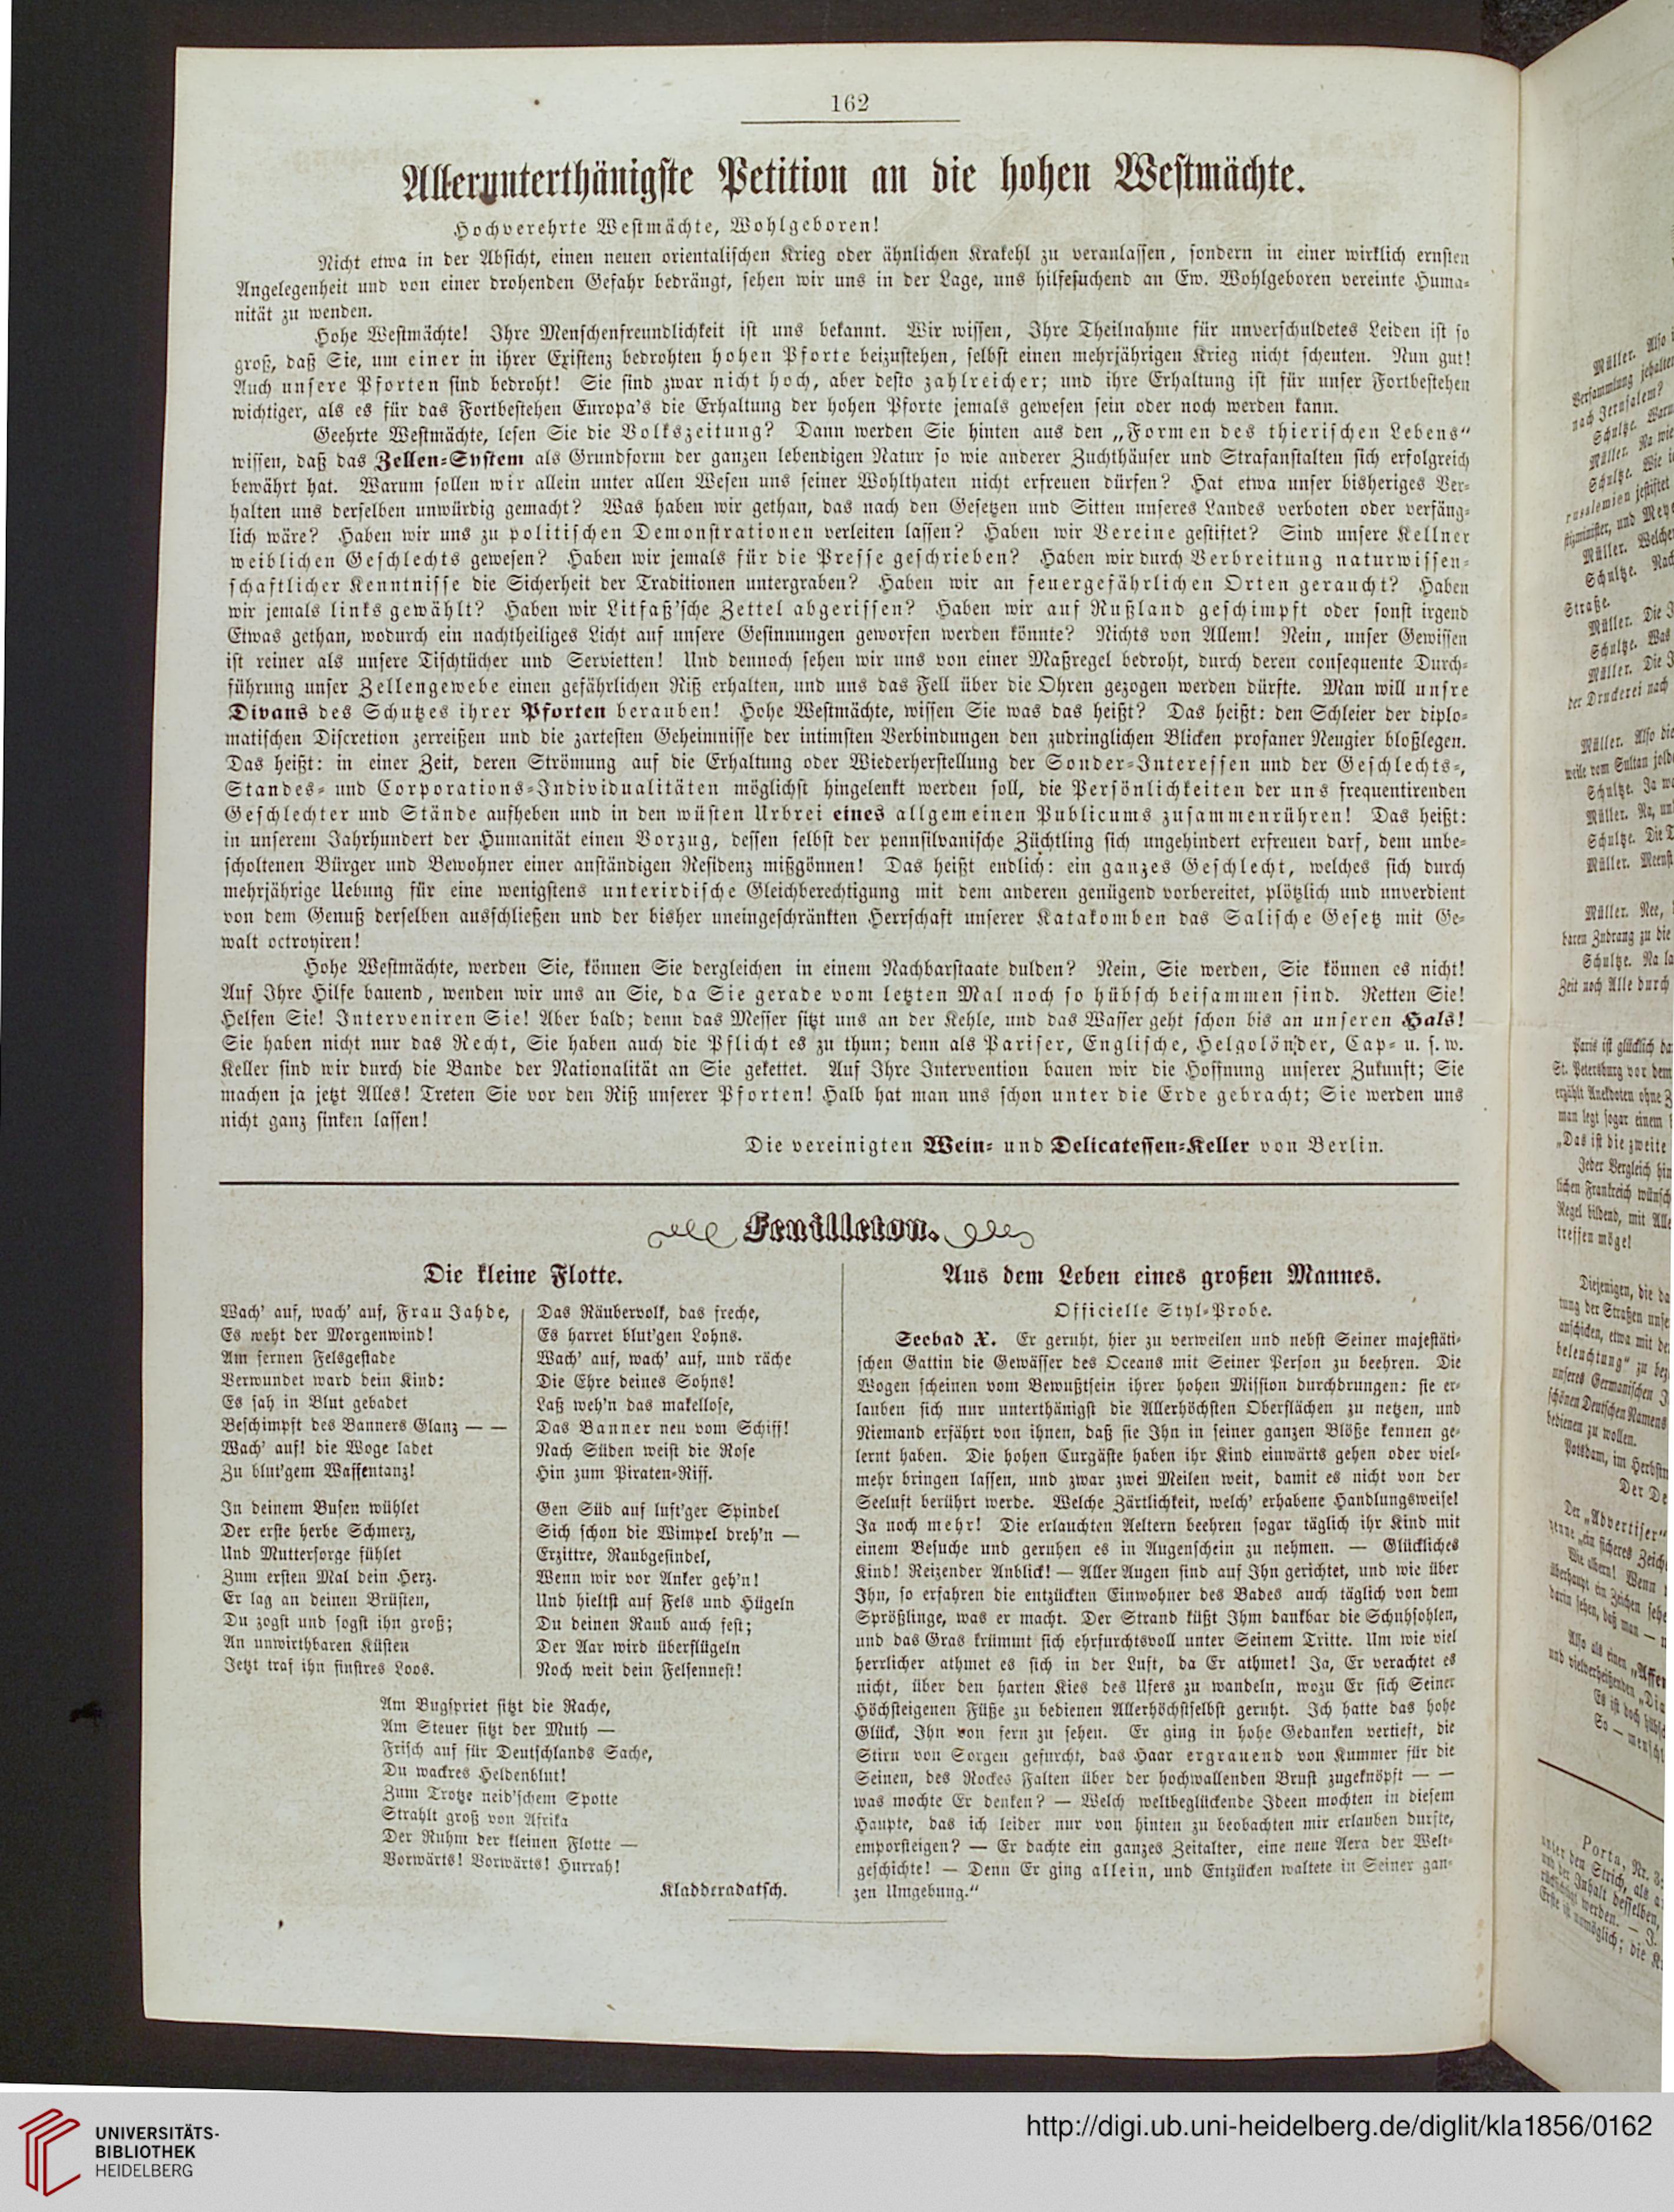 162
Allerunterthänigste Petition an die hohen Westmächte.
Hochverehrte Westmächte, Wohlgeboren!
Nicht etwa in der Absicht, einen neuen orientalischen Krieg oder ähnlichen Krakehl zu veranlassen, sondern in einer wirklich ernsten
Angelegenheit und von einer drohenden Gefahr bedrängt, sehen wir uns in der Lage, uns hilfesuchend an Ew. Wohlgeboren vereinte Huma-
nität zu wenden.
Hohe Westmächte! Ihre Menschenfreundlichkeit ist uns bekannt. Wir wissen, Ihre Theilnahme für unverschuldetes Leiden ist so
groß, daß Sie, um einer in ihrer Existenz bedrohten hohen Pforte beizustehen, selbst einen mehrjährigen Krieg nicht scheuten. Nun gut!
Auch unsere Pforten sind bedroht! Sie sind zwar nicht hoch, aber desto zahlreicher; und ihre Erhaltung ist für unser Fortbestehen
wichtiger, als es für das Fortbestehen Europa's die Erhaltung der hohen Pforte jemals gewesen sein oder noch werden kann.
Geehrte Westmächte, lesen Sie die Volkszeitung? Dann werden Sie hinten aus den „Formen des thierischen Lebens“
wissen, daß das Zellen-System als Grundform der ganzen lebendigen Natur so wie anderer Zuchthäuser und Strafanstalten sich erfolgreich
bewährt hat. Warum sollen wir allein unter allen Wesen uns seiner Wohlthaten nicht erfreuen dürfen? Hat etwa unser bisheriges Ver-
halten uns derselben unwürdig gemacht? Was haben wir gethan, das nach den Gesetzen und Sitten unseres Landes verboten oder verfäng-
lich wäre? Haben wir uns zu politischen Demonstrationen verleiten lassen? Haben wir Vereine gestiftet? Sind unsere Kellner
weiblichen Geschlechts gewesen? Haben wir jemals für die Presse geschrieben? Haben wir durch Verbreitung naturwissen-
schaftlicher Kenntnisse die Sicherheit der Traditionen untergraben? Haben wir an feuergefährlichen Orten geraucht? Haben
wir jemals links gewählt? Haben wir Litfaß'sche Zettel abgerissen? Haben wir auf Rußland geschimpft oder sonst irgend
Etwas gethan, wodurch ein nachtheiliges Licht auf unsere Gesinnungen geworfen werden könnte? Nichts von Allem! Nein, unser Gewissen
ist reiner als unsere Tischtücher und Servietten! Und dennoch sehen wir uns von einer Maßregel bedroht, durch deren consequente Durch-
führung unser Zellengewebe einen gefährlichen Riß erhalten, und uns das Fell über die Ohren gezogen werden dürfte. Man will unsre
Divans des Schutzes ihrer Pforten berauben! Hohe Westmächte, wissen Sie was das heißt? Das heißt: den Schleier der diplo-
matischen Discretion zerreißen und die zartesten Geheimnisse der intimsten Verbindungen den zudringlichen Blicken profaner Neugier bloßlegen.
Das heißt: in einer Zeit, deren Strömung auf die Erhaltung oder Wiederherstellung der Sonder-Interessen und der Geschlechts-,
Standes- und Corporations-Individualitäten möglichst hingelenkt werden soll, die Persönlichkeiten der uns frequentirenden
Geschlechter und Stände aufheben und in den wüsten Urbrei eines allgemeinen Publicums zusammenrühren! Das heißt:
in unserem Jahrhundert der Humanität einen Vorzug, dessen selbst der pennsilvanische Züchtling sich ungehindert erfreuen darf, dem unbe-
scholtenen Bürger und Bewohner einer anständigen Residenz mißgönnen! Das heißt endlich: ein ganzes Geschlecht, welches sich durch
mehrjährige Uebung für eine wenigstens unterirdische Gleichberechtigung mit dem anderen genügend vorbereitet, plötzlich und unverdient
von dem Genuß derselben ausschließen und der bisher uneingeschränkten Herrschaft unserer Katakomben das Salische Gesetz mit Ge-
walt octroyiren!
Hohe Westmächte, werden Sie, können Sie dergleichen in einem Nachbarstaate dulden? Nein, Sie werden, Sie können es nicht!
Auf Ihre Hilfe bauend, wenden wir uns an Sie, da Sie gerade vom letzten Mal noch so hübsch beisammen sind. Retten Sie!
Helfen Sie! Interveniren Sie! Aber bald; denn das Messer sitzt uns an der Kehle, und das Wasser geht schon bis an unseren Hals!
Sie haben nicht nur das Recht, Sie haben auch die Pflicht es zu thun; denn als Pariser, Englische, Helgolönder, Cap- u. s. w.
Keller sind wir durch die Bande der Nationalität an Sie gekettet. Auf Ihre Intervention bauen wir die Hoffnung unserer Zukunft; Sie
machen ja jetzt Alles! Treten Sie vor den Riß unserer Pforten! Halb hat man uns schon unter die Erde gebracht; Sie werden uns
nicht ganz sinken lassen!
Die vereinigten Wein- und Delicatessen-Keller von Berlin.
Feuilleton.
Die kleine Flotte.
Wach' auf, wach' auf, Frau Jahde,
Es weht der Morgenwind!
Am fernen Felsgestade
Verwundet ward dein Kind:
Es sah in Blut gebadet
Beschimpft des Banners Glanz — —
Wach' auf! die Woge ladet
Zu blut'gem Waffentanz!
In deinem Busen wühlet
Der erste herbe Schmerz,
Und Muttersorge fühlet
Zum ersten Mal dein Herz.
Er lag an deinen Brüsten,
Du zogst und sogst ihn groß;
An unwirthbaren Küsten
Jetzt traf ihn finstres Loos.
Das Räubervolk, das freche,
Es harret blut'gen Lohns.
Wach' auf, wach' auf, und räche
Die Ehre deines Sohns!
Laß weh'n das makellose,
Das Banner neu vom Schiff!
Nach Süden weist die Rose
Hin zum Piraten-Riff.
Gen Süd auf luft'ger Spindel
Sich schon die Wimpel dreh'n —
Erzittre, Raubgesindel,
Wenn wir vor Anker geh'n!
Und hieltst auf Fels und Hügeln
Du deinen Raub auch fest;
Der Aar wird überflügeln
Noch weit dein Felsennest!
Am Bugspriet sitzt die Rache,
Am Steuer sitzt der Muth —
Frisch auf für Deutschlands Sache,
Du wackres Heldenblut!
Zum Trotze neid'schem Spotte
Strahlt groß von Afrika
Der Ruhm der kleinen Flotte —
Vorwärts! Vorwärts! Hurrah!
Kladderadatsch.
Aus dem Leben eines großen Mannes.
Officielle Styl-Probe.
Seebad X. Er geruht, hier zu verweilen und nebst Seiner majestäti-
schen Gattin die Gewässer des Oceans mit Seiner Person zu beehren. Die
Wogen scheinen vom Bewußtsein ihrer hohen Mission durchdrungen: sie er-
lauben sich nur unterthänigst die Allerhöchsten Oberflächen zu netzen, und
Niemand erfährt von ihnen, daß sie Ihn in seiner ganzen Blöße kennen ge-
lernt haben. Die hohen Curgäste haben ihr Kind einwärts gehen oder viel-
mehr bringen lassen, und zwar zwei Meilen weit, damit es nicht von der
Seeluft berührt werde. Welche Zärtlichkeit, welch' erhabene Handlungsweise!
Ja noch mehr! Die erlauchten Aeltern beehren sogar täglich ihr Kind mit
einem Besuche und geruhen es in Augenschein zu nehmen. — Glückliches
Kind! Reizender Anblick! — Aller Augen sind auf Ihn gerichtet, und wie über
Ihn, so erfahren die entzückten Einwohner des Bades auch täglich von dem
Sprößlinge, was er macht. Der Strand küßt Ihm dankbar die Schuhsohlen,
und das Gras krümmt sich ehrfurchtsvoll unter Seinem Tritte. Um wie viel
herrlicher athmet es sich in der Luft, da Er athmet! Ja, Er verachtet es
nicht, über den harten Kies des Ufers zu wandeln, wozu Er sich Seiner
Höchsteigenen Füße zu bedienen Allerhöchstselbst geruht. Ich hatte das hohe
Glück, Ihn von fern zu sehen. Er ging in hohe Gedanken vertieft, die
Stirn von Sorgen gefurcht, das Haar ergrauend von Kummer für die
Seinen, des Rockes Falten über der hochwallenden Brust zugeknöpft — —
was mochte Er denken? — Welch weltbeglückende Ideen mochten in diesem
Haupte, das ich leider nur von hinten zu beobachten mir erlauben durfte,
emporsteigen? — Er dachte ein ganzes Zeitalter, eine neue Aera der Welt-
geschichte! — Denn Er ging allein, und Entzücken waltete in Seiner gan-
zen Umgebung.“
UNIVERSITÄTS-
BIBLIOTHEK
HEIDELBERG
http://digi.ub.uni-heidelberg.de/diglit/kla1856/0162